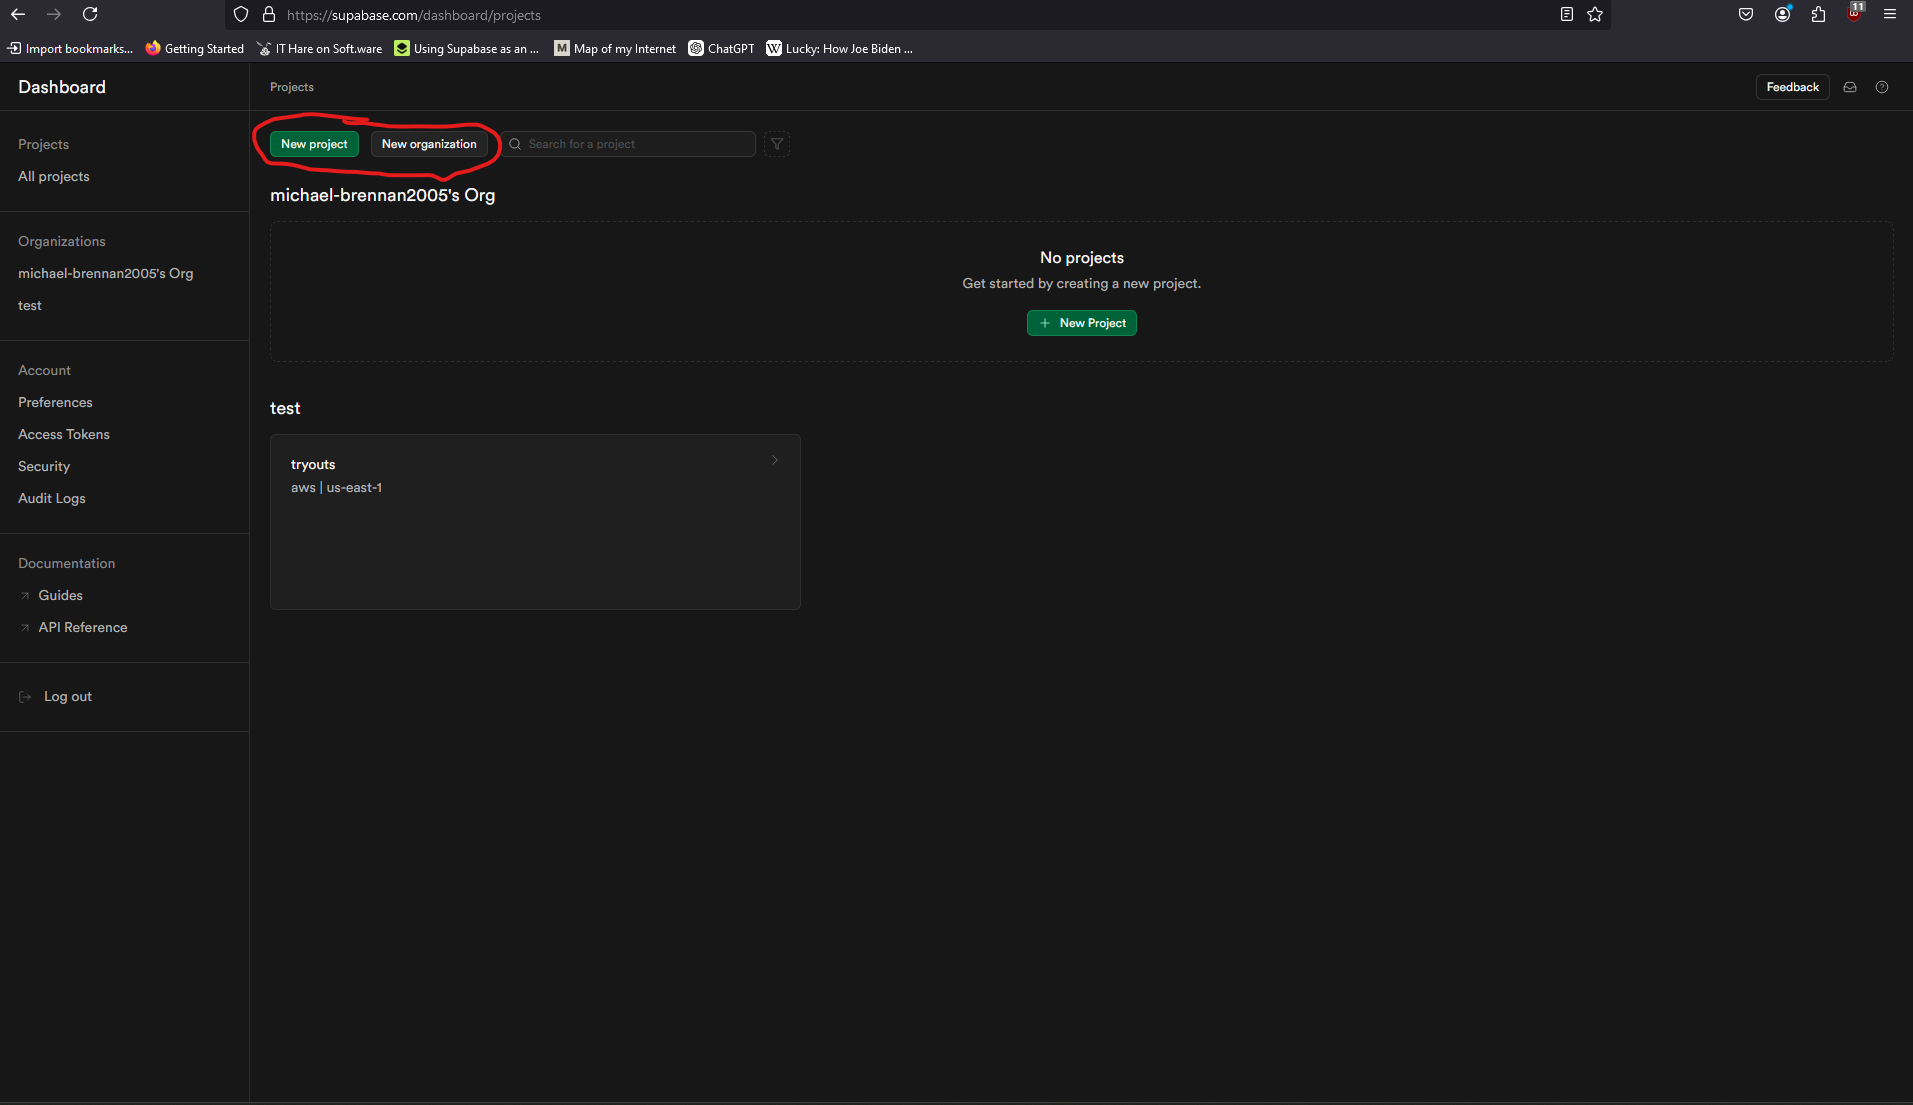 https://supabase.com/dashboard/projects
11
Import bookmarks...
Getting Started
IT Hare on Soft.ware
Using Supabase as an ...
M
Map of my Internet
ChatGPT
W
Lucky: How Joe Biden ...
Dashboard
Projects
Feedback
Projects
All projects
New project
New organization
Search for a project
michael-brennan2005's Org
Organizations
michael-brennan2005's Org
test
No projects
Get started by creating a new project.
+ New Project
Account
Preferences
Access Tokens
Security
Audit Logs
test
tryouts
aws | us-east-1
Documentation
Guides
API Reference
Log out